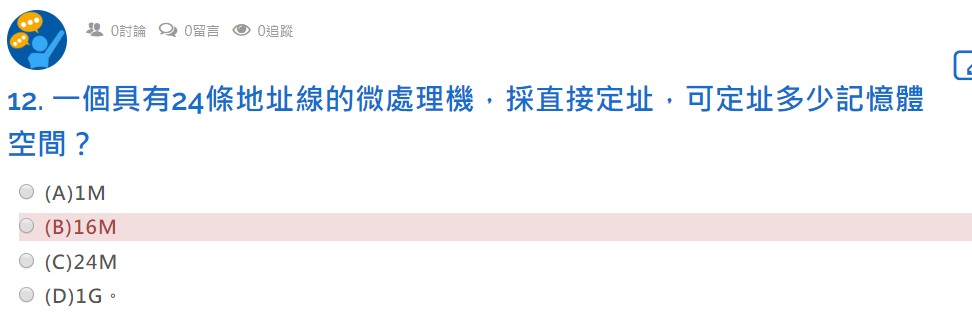 0討論 0留言 0追蹤
12. 一個具有24條地址線的微處理機，採直接定址，可定址多少記憶體
空間？
(A)1M
(B)16M
(C)24M
(D)1G。